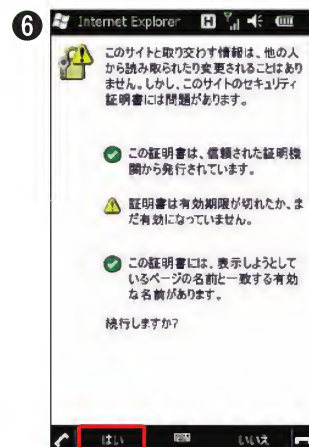 6
Internet Explorer
このサイトと取り交わす情報は、他の人
から読み取られたり変更されることはあり
ません。しかし、このサイトのセキュリティ
証明書には問題があります。
この証明書は、信頼された証明機
関から発行されています。
証明書は有効期限が切れたか、ま
だ有効になっていません。
この証明書には、表示しようとして
いるページの名前と一致する有効
な名前があります。
続行しますか?
はい
いいえ